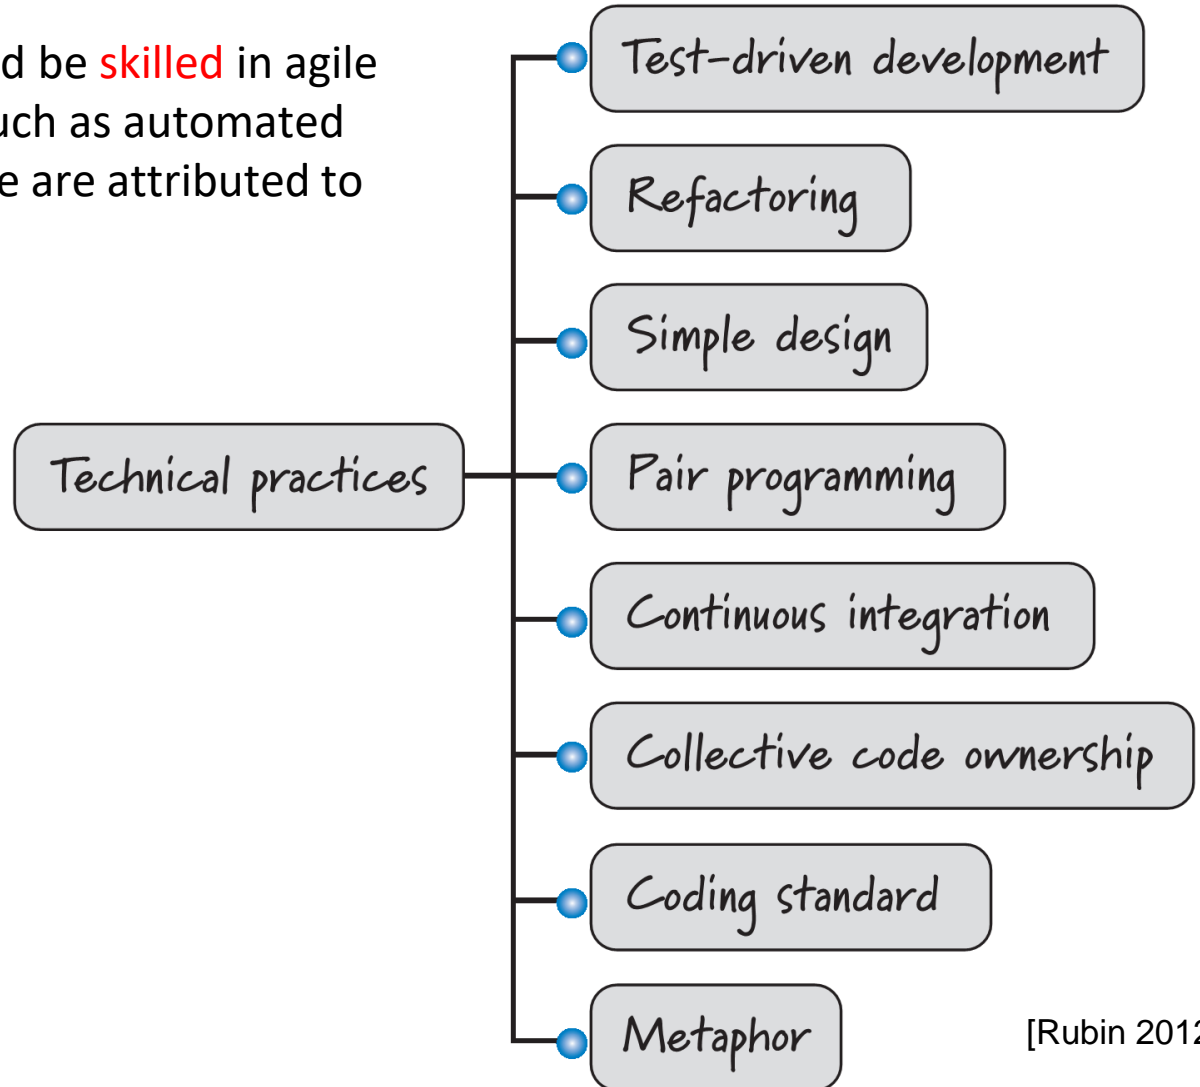 d be skilled in agile
uch as automated
e are attributed to
Technical practices
Test-driven development
Refactoring
Simple design
Pair programming
Continuous integration
Collective code ownership
Coding standard
Metaphor
[Rubin 2012